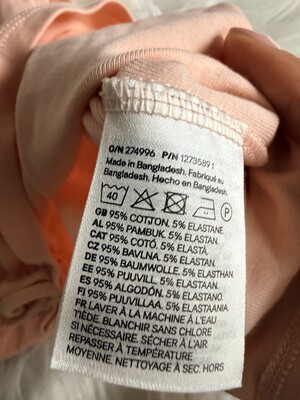 O/N 274996 P/N 12735891
Made in Bangladesh. Fabriqué au
Bangladesh. Hecho en Bangladesh.
40 P
GB 95% COTTON. 5% ELASTANE.
AL 95% PAMBUK. 5% ELASTAN.
CAT 95% COTÓ. 5% ELASTÀ.
CZ 95% BAVLNA. 5% ELASTAN.
DE 95% BAUMWOLLE. 5% ELASTHAN
EE 95% PUUVILL. 5% ELASTAAN.
ES 95% ALGODÓN. 5% ELASTANO.
FI 95% PUUVILLAA. 5% ELASTAANIA
FR LAVER À LA MACHINE À L'EAU
TIÈDE. BLANCHIR SANS CHLORE
SI NÉCESSAIRE. SÉCHER À L'AIR
REPASSER À TEMPÉRATURE
MOYENNE. NETTOYAGE À SEC HORS